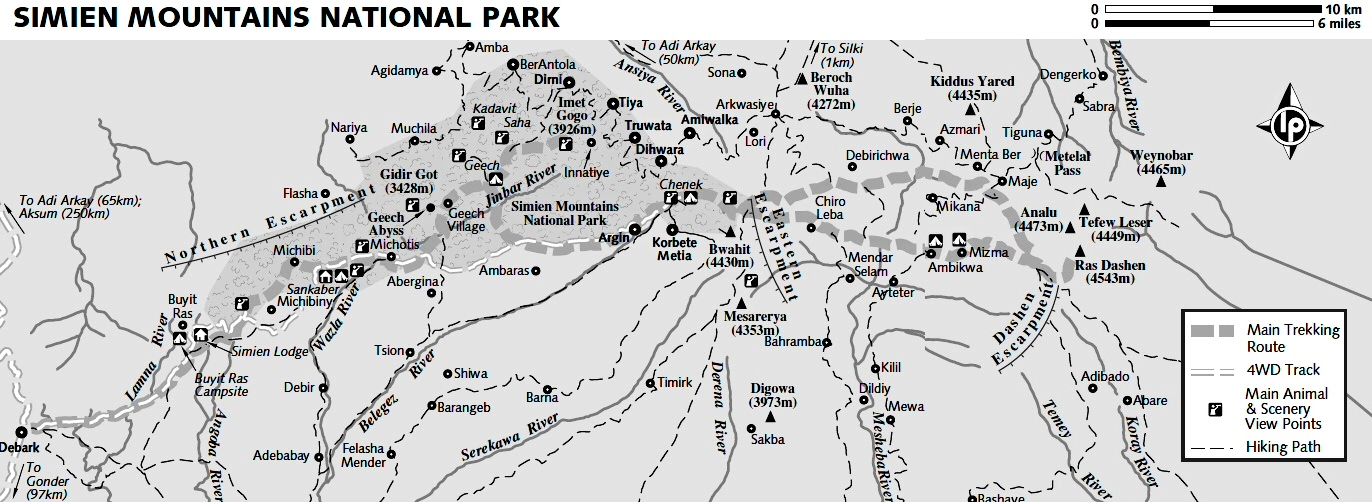 SIMIEN MOUNTAINS NATIONAL PARK
0 10 km
0 6 miles
Amba
To Adi Arkay
(50km)
To Silki
(1km)
Agidamya
BerAntola
Dirni
Ansiya River
Sona
Beroch
Wuha
(4272m)
Kiddus Yared
(4435m)
Dengerko
Bembiya River
Sabra
Kadavit
Saha
Imet
Gogo
(3926m)
Tiya
Arkwasiye
Amiwalka
Berje
Nariya
Muchila
Truwata
Lori
Azmari
Tiguna
Dihwara
Debirichwa
Menta Ber
Metelal
Pass
Weynobar
(4465m)
Geech
Innatiye
Gidir Got
(3428m)
Jinbar River
Flasha
Chenek
Maje
To Adi Arkay (65km);
Aksum (250km)
Northern Escarpment
Geech
Abyss
Geech
Village
Simien Mountains
National Park
Chiro
Leba
Mikana
Analu
(4473m)
Tefew Leser
(4449m)
Eastern
Escarpment
Argin
Korbete
Metia
Bwahit
(4430m)
Michotis
Michibi
Ambikwa
Mizma
Ras Dashen
(4543m)
Mendar
Selam
Ambaras
Abergina
Sankaber
Michibiny
Ayteter
Buyit
Ras
Wazla River
Mesarerya
(4353m)
Dashen
Escarpment
Lamna River
Simien Lodge
Bahramba
Tsion
Buyit Ras
Campsite
Shiwa
Belegez River
Kilil
Debir
Barna
Timirk
Derena River
Digowa
(3973m)
Dildiy
Adibado
Abare
Barangeb
Mewa
Angoba River
Serekawa River
Sakba
Mesheba River
Temey River
Koray River
Debark
Adebabay
Felasha
Mender
To
Gonder
(97km)
Bashaye
lp
Main Trekking
Route
4WD Track
Main Animal
& Scenery
View Points
Hiking Path